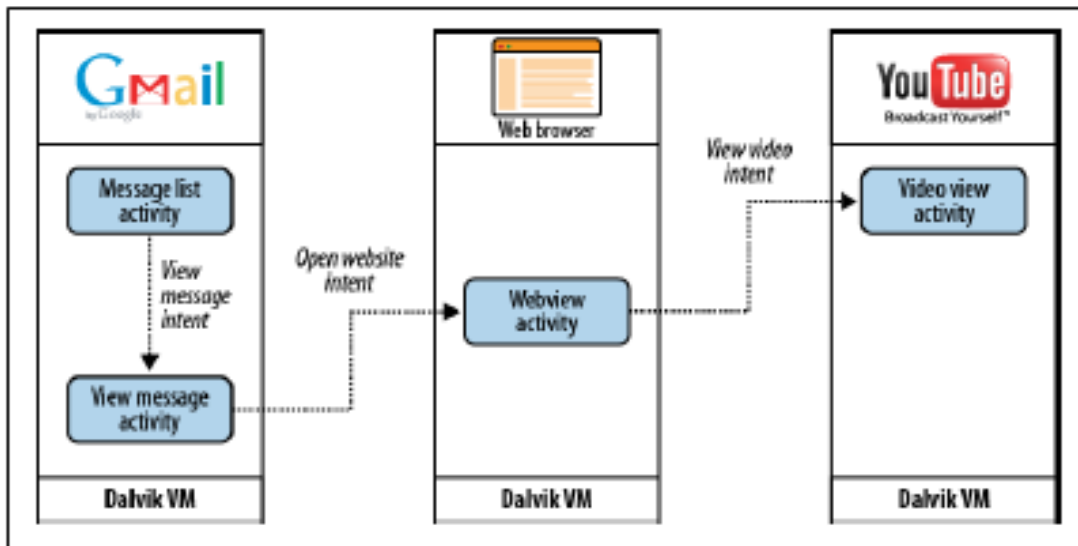 Gmail
by Google
Message list
activity
View
message
intent
View message
activity
Dalvik VM
Open website
intent
Web browser
Webview
activity
Dalvik VM
View video
intent
YouTube
Broadcast Yourself™
Video view
activity
Dalvik VM